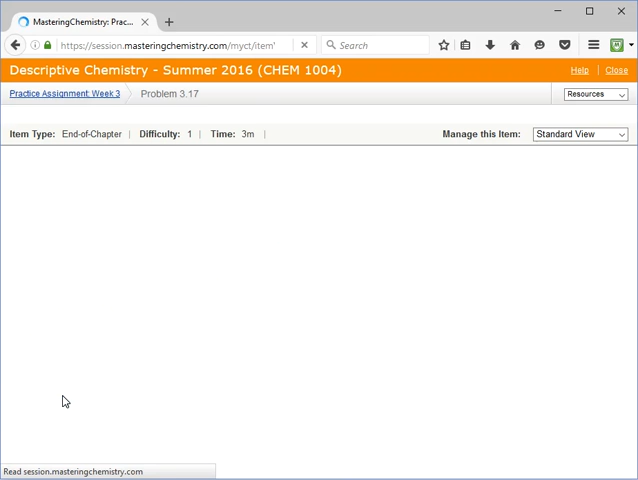 MasteringChemistry: Prac...
https://session.masteringchemistry.com/myct/item'
Search
Descriptive Chemistry - Summer 2016 (CHEM 1004)
Help | Close
Practice Assignment: Week 3
Problem 3.17
Resources
Item Type: End-of-Chapter | Difficulty: 1 | Time: 3m |
Manage this Item: Standard View
Read session.masteringchemistry.com